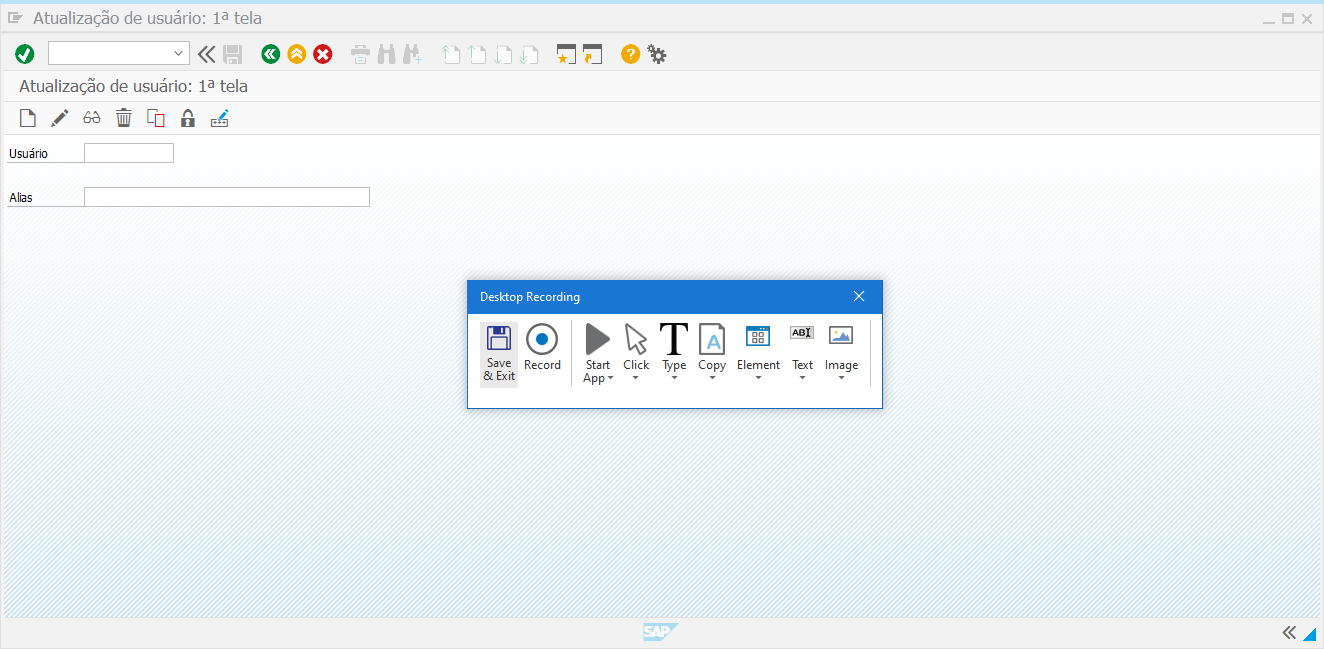 Atualização de usuário: 1ª tela
Atualização de usuário: 1ª tela
Usuário
Alias
Desktop Recording
Save & Exit
Record
Start App
Click
Type
Copy
Element
Text
Image
SAP